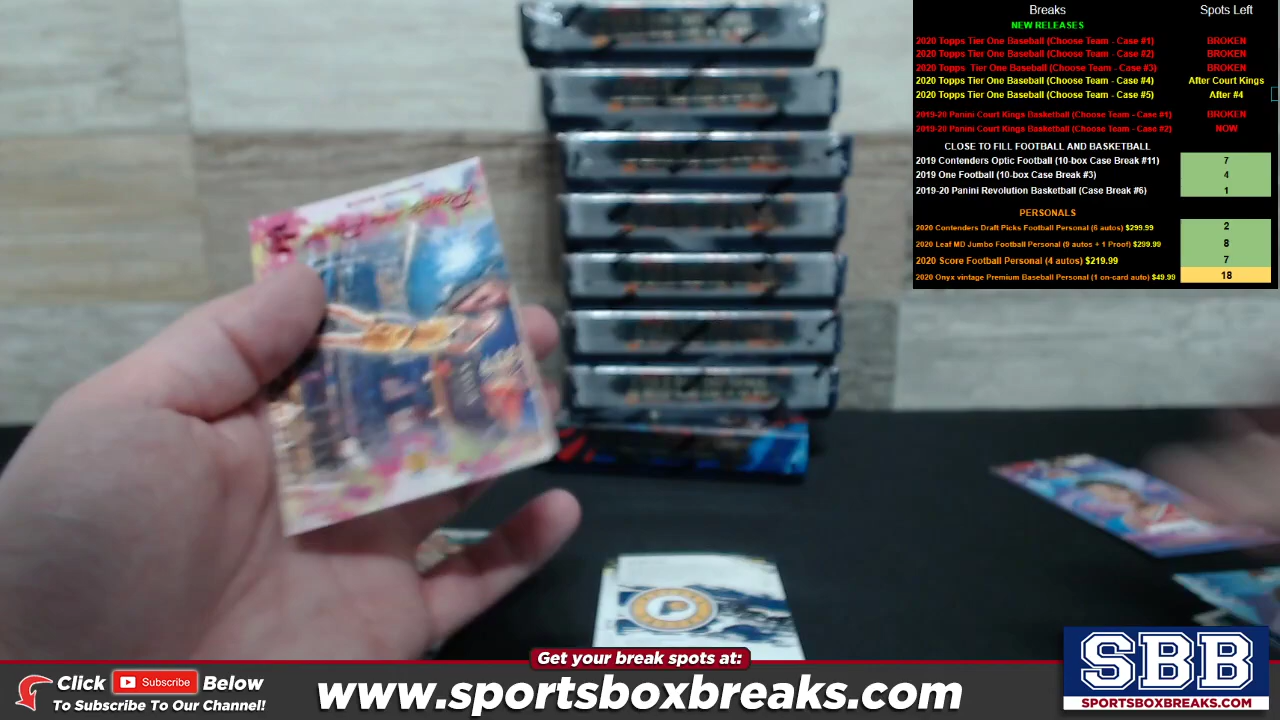 Breaks Spots Left
NEW RELEASES
2020 Topps Tier One Baseball (Choose Team - Case #1) BROKEN
2020 Topps Tier One Baseball (Choose Team - Case #2) BROKEN
2020 Topps Tier One Baseball (Choose Team - Case #3) BROKEN
2020 Topps Tier One Baseball (Choose Team - Case #4) After Court Kings
2020 Topps Tier One Baseball (Choose Team - Case #5) After #4
2019-20 Panini Court Kings Basketball (Choose Team - Case #1) BROKEN
2019-20 Panini Court Kings Basketball (Choose Team - Case #2) NOW
CLOSE TO FILL FOOTBALL AND BASKETBALL
2019 Contenders Optic Football (10-box Case Break #11) 7
2019 One Football (10-box Case Break #3) 4
2019-20 Panini Revolution Basketball (Case Break #6) 1
PERSONALS
2020 Contenders Draft Picks Football Personal (6 autos) $299.99 2
2020 Leaf MD Jumbo Football Personal (9 autos + 1 Proof) $299.99 8
2020 Score Football Personal (4 autos) $219.99 7
2020 Onyx vintage Premium Baseball Personal (1 on-card auto) $49.99 18
Get your break spots at:
Click Subscribe Below
To Subscribe To Our Channel!
www.sportsboxbreaks.com
SBB
SPORTSBOXBREAKS.COM